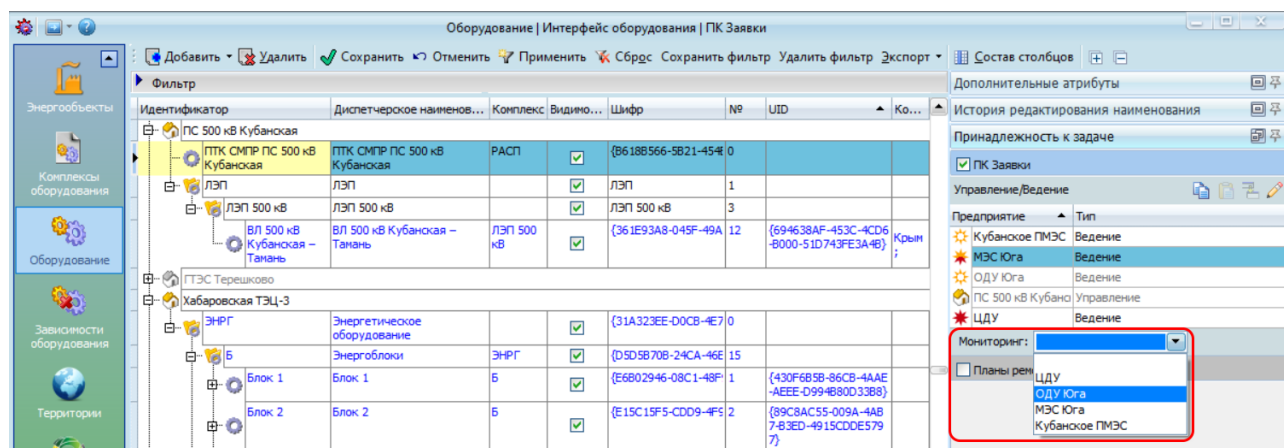 Оборудование | Интерфейс оборудования | ПК Заявки
Добавить Удалить Сохранить Отменить Применить Сброс Сохранить фильтр Удалить фильтр Экспорт Состав столбцов
Энергообъекты
Комплексы
оборудования
Оборудование
Зависимости
оборудования
Территории
Фильтр
Идентификатор Диспетчерское наименов... Комплекс Видимо... Шифр № UID Ко...
ПС 500 кВ Кубанская
ПТК СМПР ПС 500 кВ
Кубанская
ПТК СМПР ПС 500 кВ
Кубанская
РАСП {B618B566-5B21-454E 0
ЛЭП ЛЭП ЛЭП 1
ЛЭП 500 кВ ЛЭП 500 кВ ЛЭП 500 кВ 3
ВЛ 500 кВ
Кубанская –
Тамань
ВЛ 500 кВ Кубанская –
Тамань
ЛЭП 500
кВ
{361E93A8-045F-49A 12
{694638AF-453C-4CD6
-B000-51D743FE3A4B}
Крым
;
ГТЭС Терешково
Хабаровская ТЭЦ-3
ЭНРГ
Энергетическое
оборудование
{31A323EE-D0CB-4E7 0
Б Энергоблоки ЭНРГ {D5D5B70B-24CA-46E 15
Блок 1 Блок 1 Б {E6B02946-08C1-48F 1
{430F6B5B-86CB-4AAE
-AEEE-D994B80D33B8}
Блок 2 Блок 2 Б {E15C15F5-CDD9-4F9 2
{89C8AC55-009A-4AB
7-B3ED-4915CDDE579
7}
Дополнительные атрибуты
История редактирования наименования
Принадлежность к задаче
ПК Заявки
Управление/Ведение
Предприятие Тип
Кубанское ПМЭС Ведение
МЭС Юга Ведение
ОДУ Юга Ведение
ПС 500 кВ Кубанс Управление
ЦДУ Ведение
Мониторинг:
Планы рем
ЦДУ
ОДУ Юга
МЭС Юга
Кубанское ПМЭС